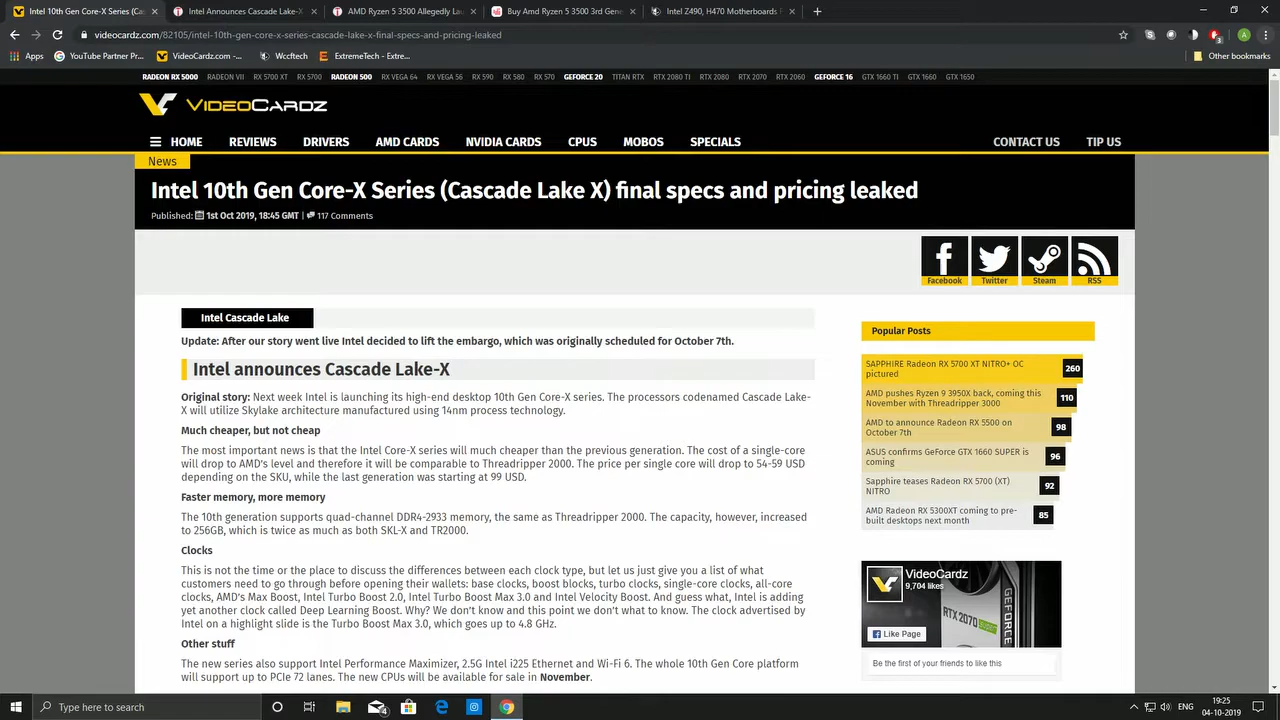 Intel 10th Gen Core-X Series (Cas
Intel Announces Cascade Lake-X
AMD Ryzen 5 3500 Allegedly Lau
Buy Amd Ryzen 5 3500 3rd Gene
Intel Z490, H470 Motherboards E
videocardz.com/82105/intel-10th-gen-core-x-series-cascade-lake-x-final-specs-and-pricing-leaked
Apps
YouTube Partner Pr...
VideoCardz.com -...
Wccftech
ExtremeTech - Extre...
Other bookmarks
RADEON RX 5000 RADEON VII RX 5700 XT RX 5700 RADEON 500 RX VEGA 64 RX VEGA 56 RX 590 RX 580 RX 570 GEFORCE 20 TITAN RTX RTX 2080 TI RTX 2080 RTX 2070 RTX 2060 GEFORCE 16 GTX 1660 TI GTX 1660 GTX 1650
VIDEOCARDZ
HOME REVIEWS DRIVERS AMD CARDS NVIDIA CARDS CPUS MOBOS SPECIALS CONTACT US TIP US
News
Intel 10th Gen Core-X Series (Cascade Lake X) final specs and pricing leaked
Published: 1st Oct 2019, 18:45 GMT | 117 Comments
Facebook Twitter Steam RSS
Intel Cascade Lake
Update: After our story went live Intel decided to lift the embargo, which was originally scheduled for October 7th.
Intel announces Cascade Lake-X
Original story: Next week Intel is launching its high-end desktop 10th Gen Core-X series. The processors codenamed Cascade Lake-
X will utilize Skylake architecture manufactured using 14nm process technology.
Much cheaper, but not cheap
The most important news is that the Intel Core-X series will much cheaper than the previous generation. The cost of a single-core
will drop to AMD's level and therefore it will be comparable to Threadripper 2000. The price per single core will drop to 54-59 USD
depending on the SKU, while the last generation was starting at 99 USD.
Faster memory, more memory
The 10th generation supports quad-channel DDR4-2933 memory, the same as Threadripper 2000. The capacity, however, increased
to 256GB, which is twice as much as both SKL-X and TR2000.
Clocks
This is not the time or the place to discuss the differences between each clock type, but let us just give you a list of what
customers need to go through before opening their wallets: base clocks, boost blocks, turbo clocks, single-core clocks, all-core
clocks, AMD's Max Boost, Intel Turbo Boost 2.0, Intel Turbo Boost Max 3.0 and Intel Velocity Boost. And guess what, Intel is adding
yet another clock called Deep Learning Boost. Why? We don't know and this point we don't what to know. The clock advertised by
Intel on a highlight slide is the Turbo Boost Max 3.0, which goes up to 4.8 GHz.
Other stuff
The new series also support Intel Performance Maximizer, 2.5G Intel i225 Ethernet and Wi-Fi 6. The whole 10th Gen Core platform
will support up to PCIe 72 lanes. The new CPUs will be available for sale in November.
Popular Posts
SAPPHIRE Radeon RX 5700 XT NITRO+ OC
pictured
260
AMD pushes Ryzen 9 3950X back, coming this
November with Threadripper 3000
110
AMD to announce Radeon RX 5500 on
October 7th
98
ASUS confirms GeForce GTX 1660 SUPER is
coming
96
Sapphire teases Radeon RX 5700 (XT)
NITRO
92
AMD Radeon RX 5300XT coming to pre-
built desktops next month
85
VideoCardz
9,704 likes
RTX 2070 SUPER
GEFORCE
Like Page
Be the first of your friends to like this
Type here to search
4
ENG
19:25
04-10-2019